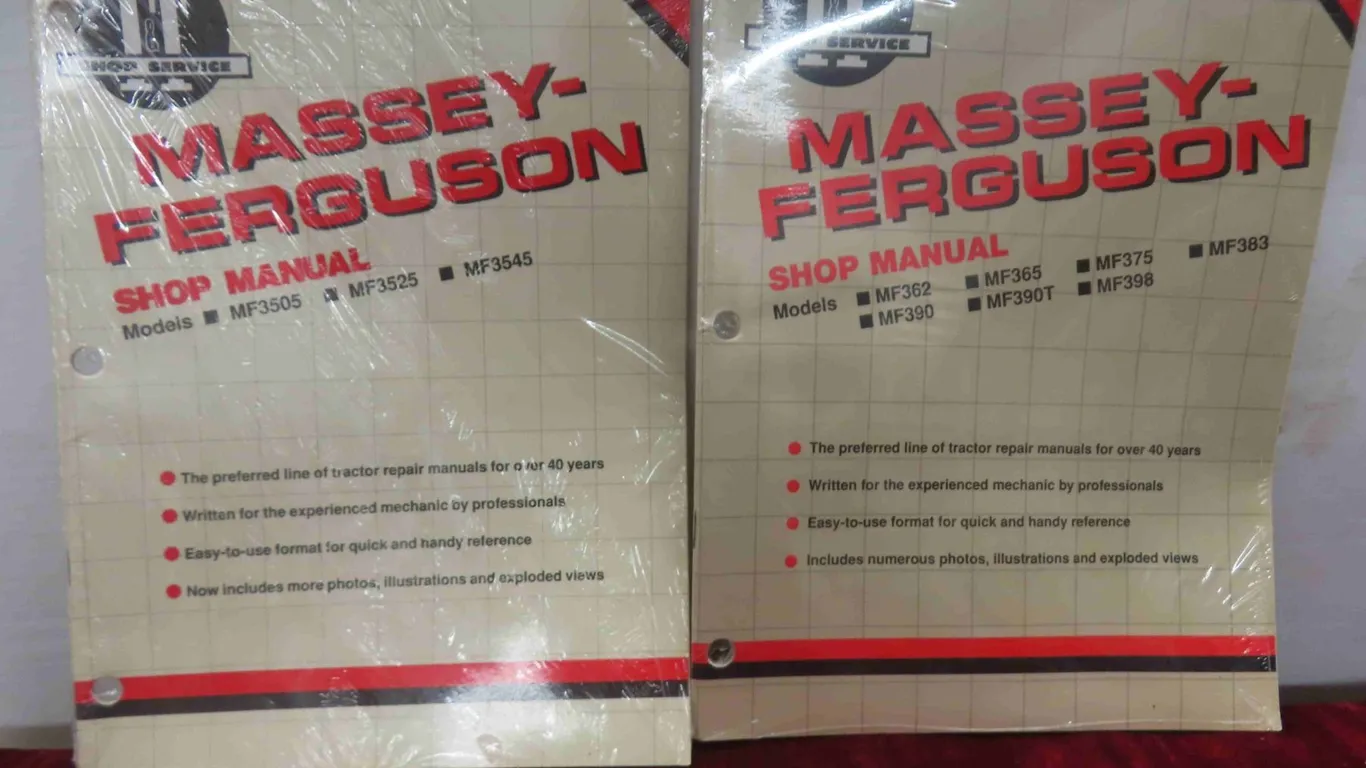 SHOP SERVICE
MASSEY-
FERGUSON
SHOP MANUAL
Models ■ MF3505 ■ MF3525 ■ MF3545
The preferred line of tractor repair manuals for over 40 years
Written for the experienced mechanic by professionals
Easy-to-use format for quick and handy reference
Now includes more photos, illustrations and exploded views
SERVICE
MASSEY-
FERGUSON
SHOP MANUAL
Models ■ MF362 ■ MF365 ■ MF375 ■ MF383
■ MF390 ■ MF390T ■ MF398
The preferred line of tractor repair manuals for over 40 years
Written for the experienced mechanic by professionals
Easy-to-use format for quick and handy reference
Includes numerous photos, illustrations and exploded views